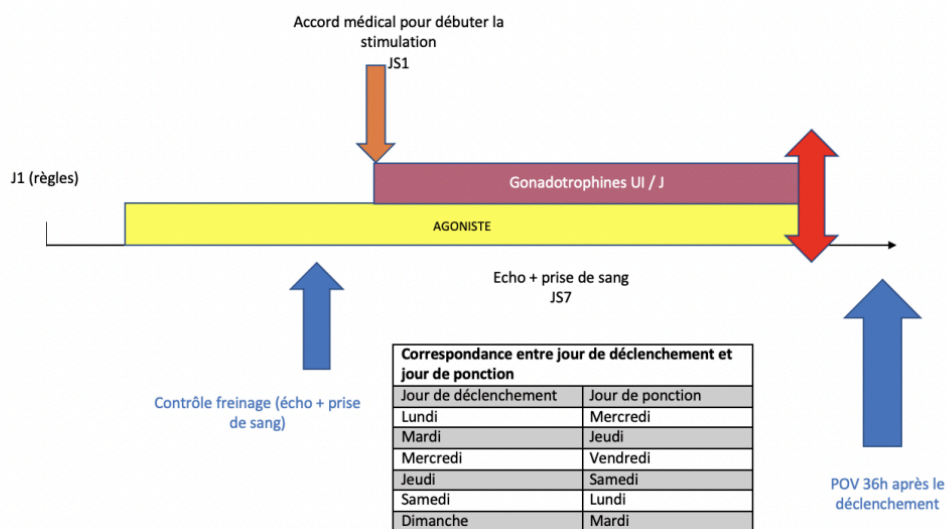 Accord médical pour débuter la
stimulation
JS1
J1 (règles)
Gonadotrophines UI / J
AGONISTE
Echo + prise de sang
JS7
Contrôle freinage (écho + prise
de sang)
Correspondance entre jour de déclenchement et
jour de ponction
Jour de déclenchement Jour de ponction
Lundi Mercredi
Mardi Jeudi
Mercredi Vendredi
Jeudi Samedi
Samedi Lundi
Dimanche Mardi
POV 36h après le
déclenchement